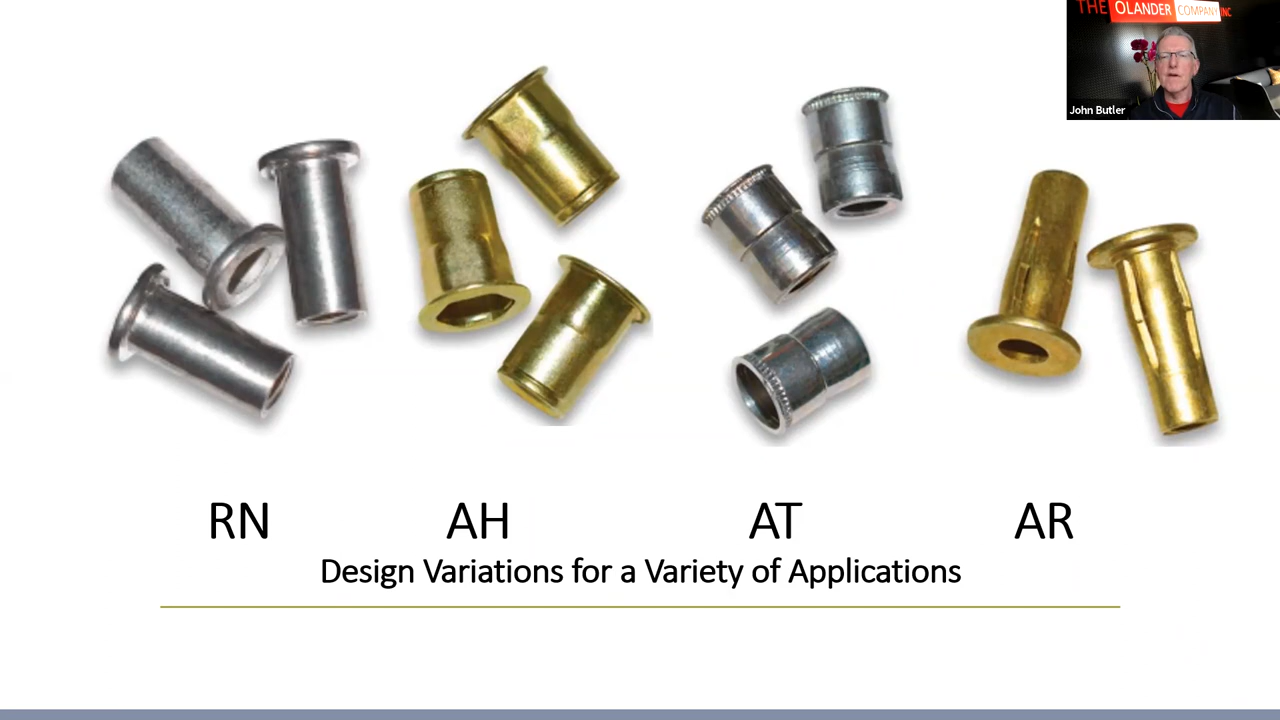 THE OLANDER COMPANY INC
John Butler
RN AH AT AR
Design Variations for a Variety of Applications